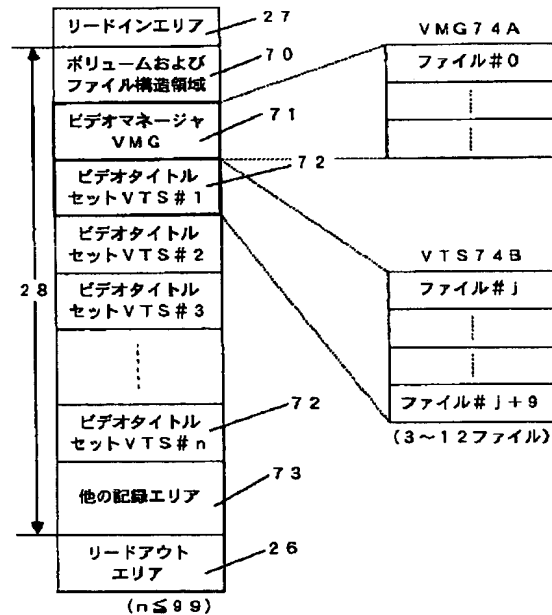 リードインエリア
27
ボリュームおよび
ファイル構造領域
70
ビデオマネージャ
VMG
71
ビデオタイトル
セットVTS#1
72
ビデオタイトル
セットVTS#2
ビデオタイトル
セットVTS#3
28
ビデオタイトル
セットVTS#n
72
他の記録エリア
73
リードアウト
エリア
26
(n≦99)
VMG74A
ファイル#0
VTS74B
ファイル#j
ファイル#j+9
(3~12ファイル)